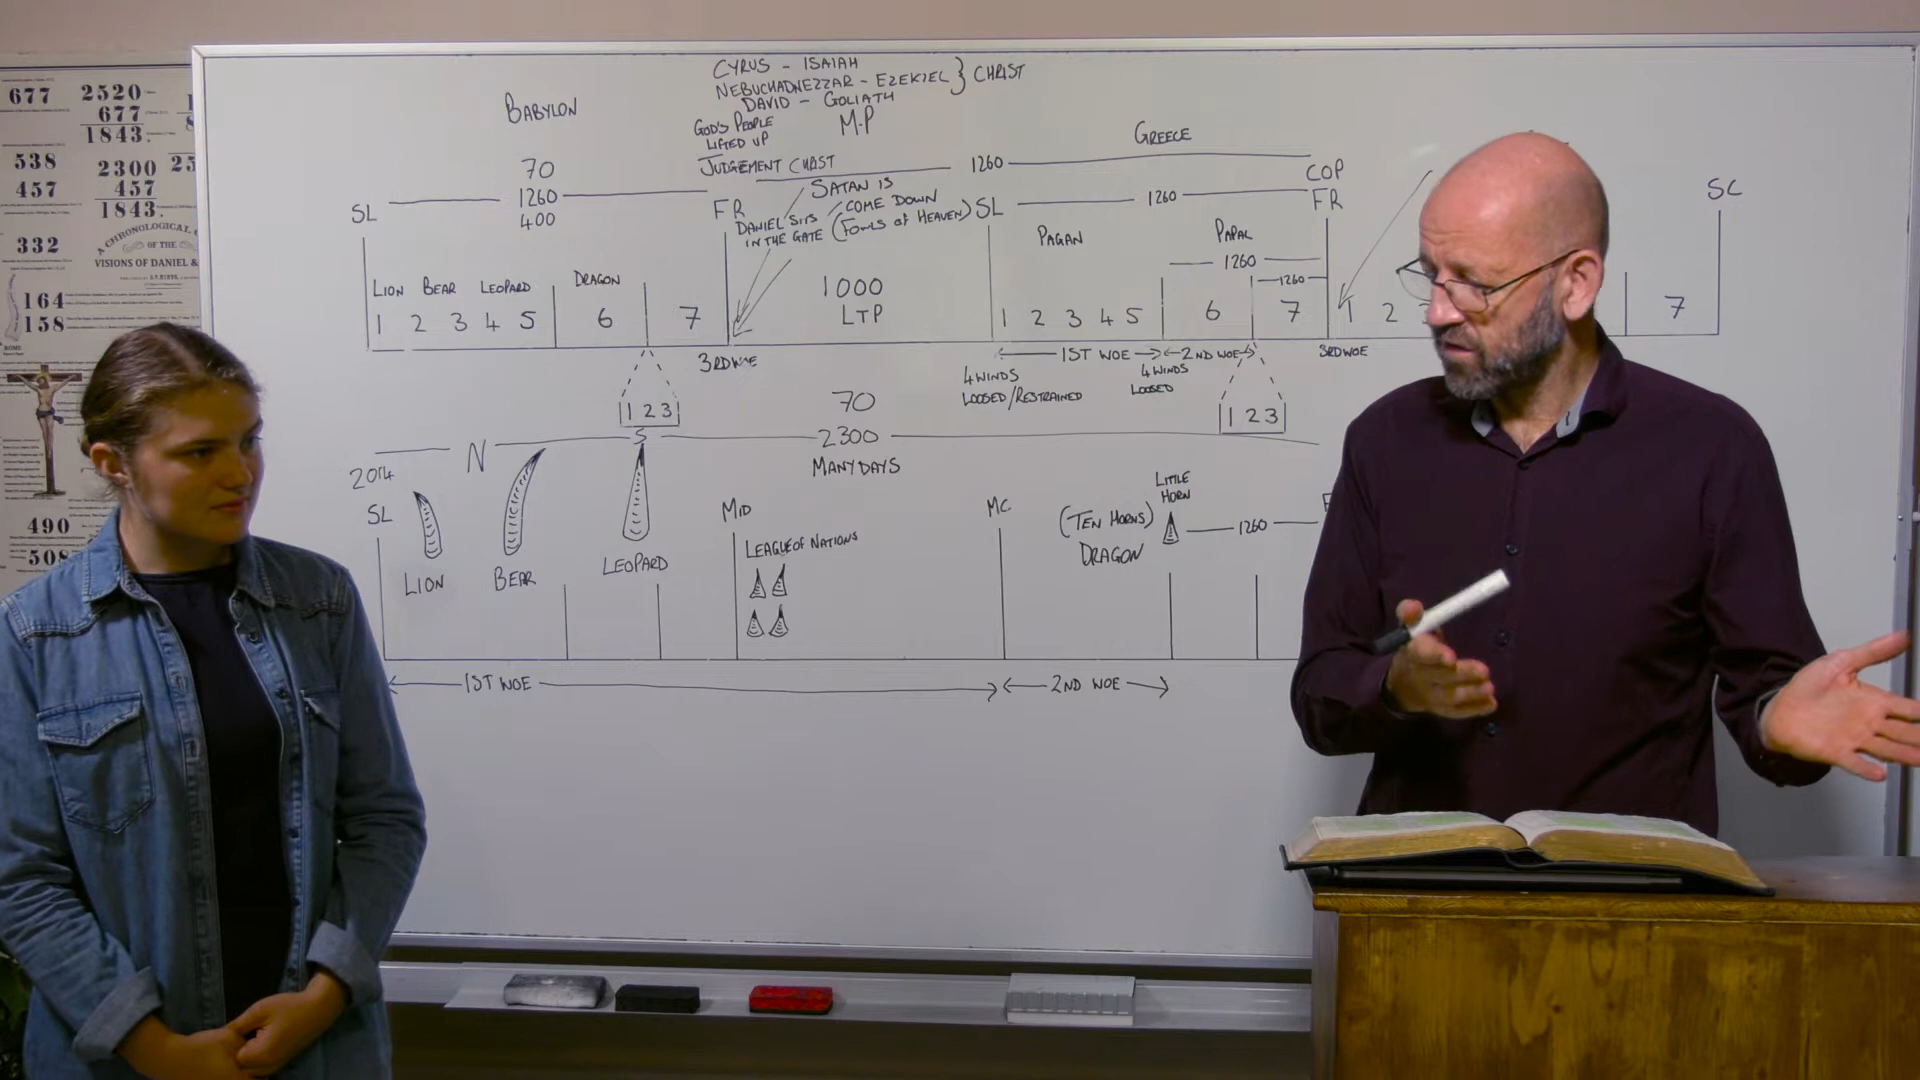 677
2520
677
1843.
538
457
2300
457
1843.
25
332
A CHRONOLOGICAL
OF THE
VISIONS OF DANIEL &
164
158
ROME
490
508
CYRUS - ISAIAH
NEBUCHADNEZZAR - EZEKIEL } CHRIST
DAVID - GOLIATH
M.P
GOD'S PEOPLE
LIFTED UP
JUDGEMENT CHRIST
BABYLON
70
1260
400
SL
FR
SATAN IS
COME DOWN
(FOWLS OF HEAVEN)
DANIEL SITS
IN THE GATE
LION BEAR LEOPARD DRAGON
1 2 3 4 5 6 7
3RD WOE
1000
LTP
1 2 3
GREECE
1260
COP
SL
1260
FR
SC
PAGAN
PAPAL
1260
1260
1 2 3 4 5 6 7 1 2 7
1ST WOE
2ND WOE
3RD WOE
4 WINDS
LOOSED/RESTRAINED
4 WINDS
LOOSED
1 2 3
70
2300
MANY DAYS
N
S
2014
SL
LION
BEAR
LEOPARD
MID
LEAGUE OF NATIONS
MC
(TEN HORNS)
DRAGON
LITTLE
HORN
1260
1ST WOE
2ND WOE